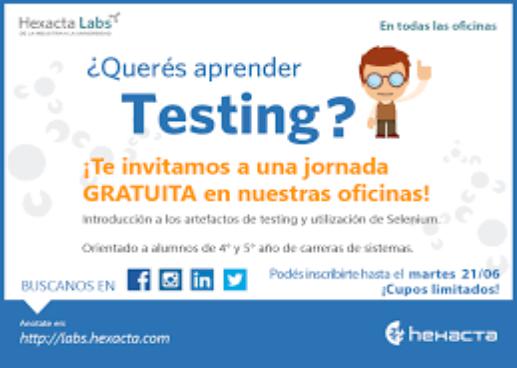 Hexacta Labs
DE LA INDUSTRIA A LA UNIVERSIDAD
En todas las oficinas
¿Querés aprender
Testing?
¡Te invitamos a una jornada
GRATUITA en nuestras oficinas!
Introducción a los artefactos de testing y utilización de Selenium.
Orientado a alumnos de 4° y 5° año de carreras de sistemas.
BUSCANOS EN
Podés inscribirte hasta el martes 21/06
¡Cupos limitados!
Anotate en:
http://labs.hexacta.com
hexacta